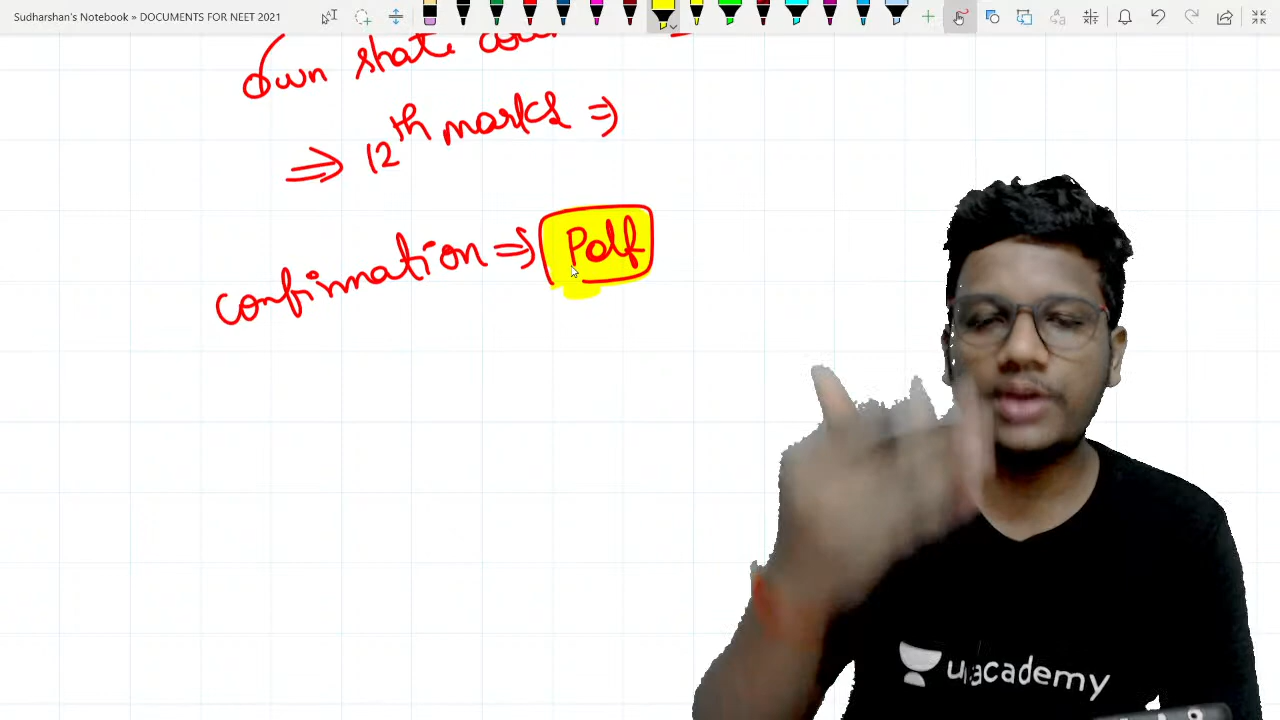 Sudharshan's Notebook » DOCUMENTS FOR NEET 2021
own state
⇒ 12th marks ⇒
confirmation ⇒ Pdf
unacademy